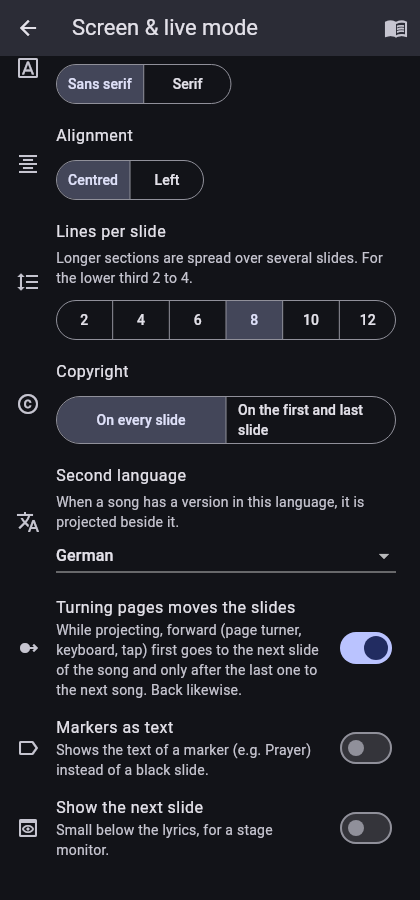 Screen & live mode
Sans serif
Serif
Alignment
Centred
Left
Lines per slide
Longer sections are spread over several slides. For
the lower third 2 to 4.
2
4
6
8
10
12
Copyright
On every slide
On the first and last
slide
Second language
When a song has a version in this language, it is
projected beside it.
German
Turning pages moves the slides
While projecting, forward (page turner,
keyboard, tap) first goes to the next slide
of the song and only after the last one to
the next song. Back likewise.
Markers as text
Shows the text of a marker (e.g. Prayer)
instead of a black slide.
Show the next slide
Small below the lyrics, for a stage
monitor.